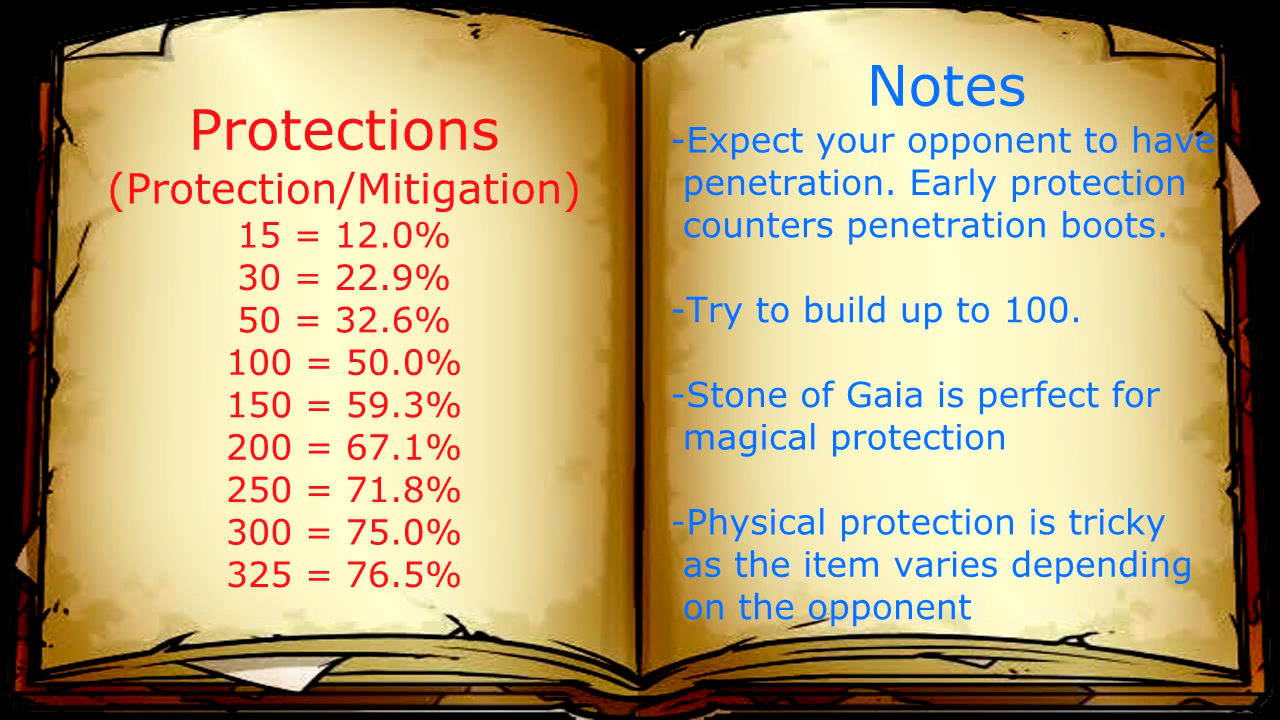 Protections
(Protection/Mitigation)
15 = 12.0%
30 = 22.9%
50 = 32.6%
100 = 50.0%
150 = 59.3%
200 = 67.1%
250 = 71.8%
300 = 75.0%
325 = 76.5%
Notes
-Expect your opponent to have
penetration. Early protection
counters penetration boots.
-Try to build up to 100.
-Stone of Gaia is perfect for
magical protection
-Physical protection is tricky
as the item varies depending
on the opponent